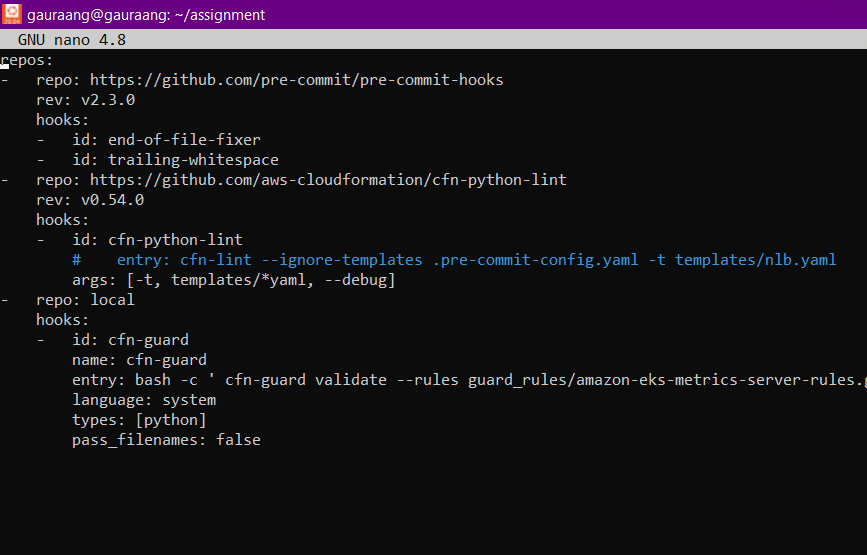 gauraang@gauraang: ~/assignment
GNU nano 4.8
repos:
-   repo: https://github.com/pre-commit/pre-commit-hooks
    rev: v2.3.0
    hooks:
    -   id: end-of-file-fixer
    -   id: trailing-whitespace
-   repo: https://github.com/aws-cloudformation/cfn-python-lint
    rev: v0.54.0
    hooks:
    -   id: cfn-python-lint
        #    entry: cfn-lint --ignore-templates .pre-commit-config.yaml -t templates/nlb.yaml
        args: [-t, templates/*yaml, --debug]
-   repo: local
    hooks:
    -   id: cfn-guard
        name: cfn-guard
        entry: bash -c ' cfn-guard validate --rules guard_rules/amazon-eks-metrics-server-rules.g
        language: system
        types: [python]
        pass_filenames: false